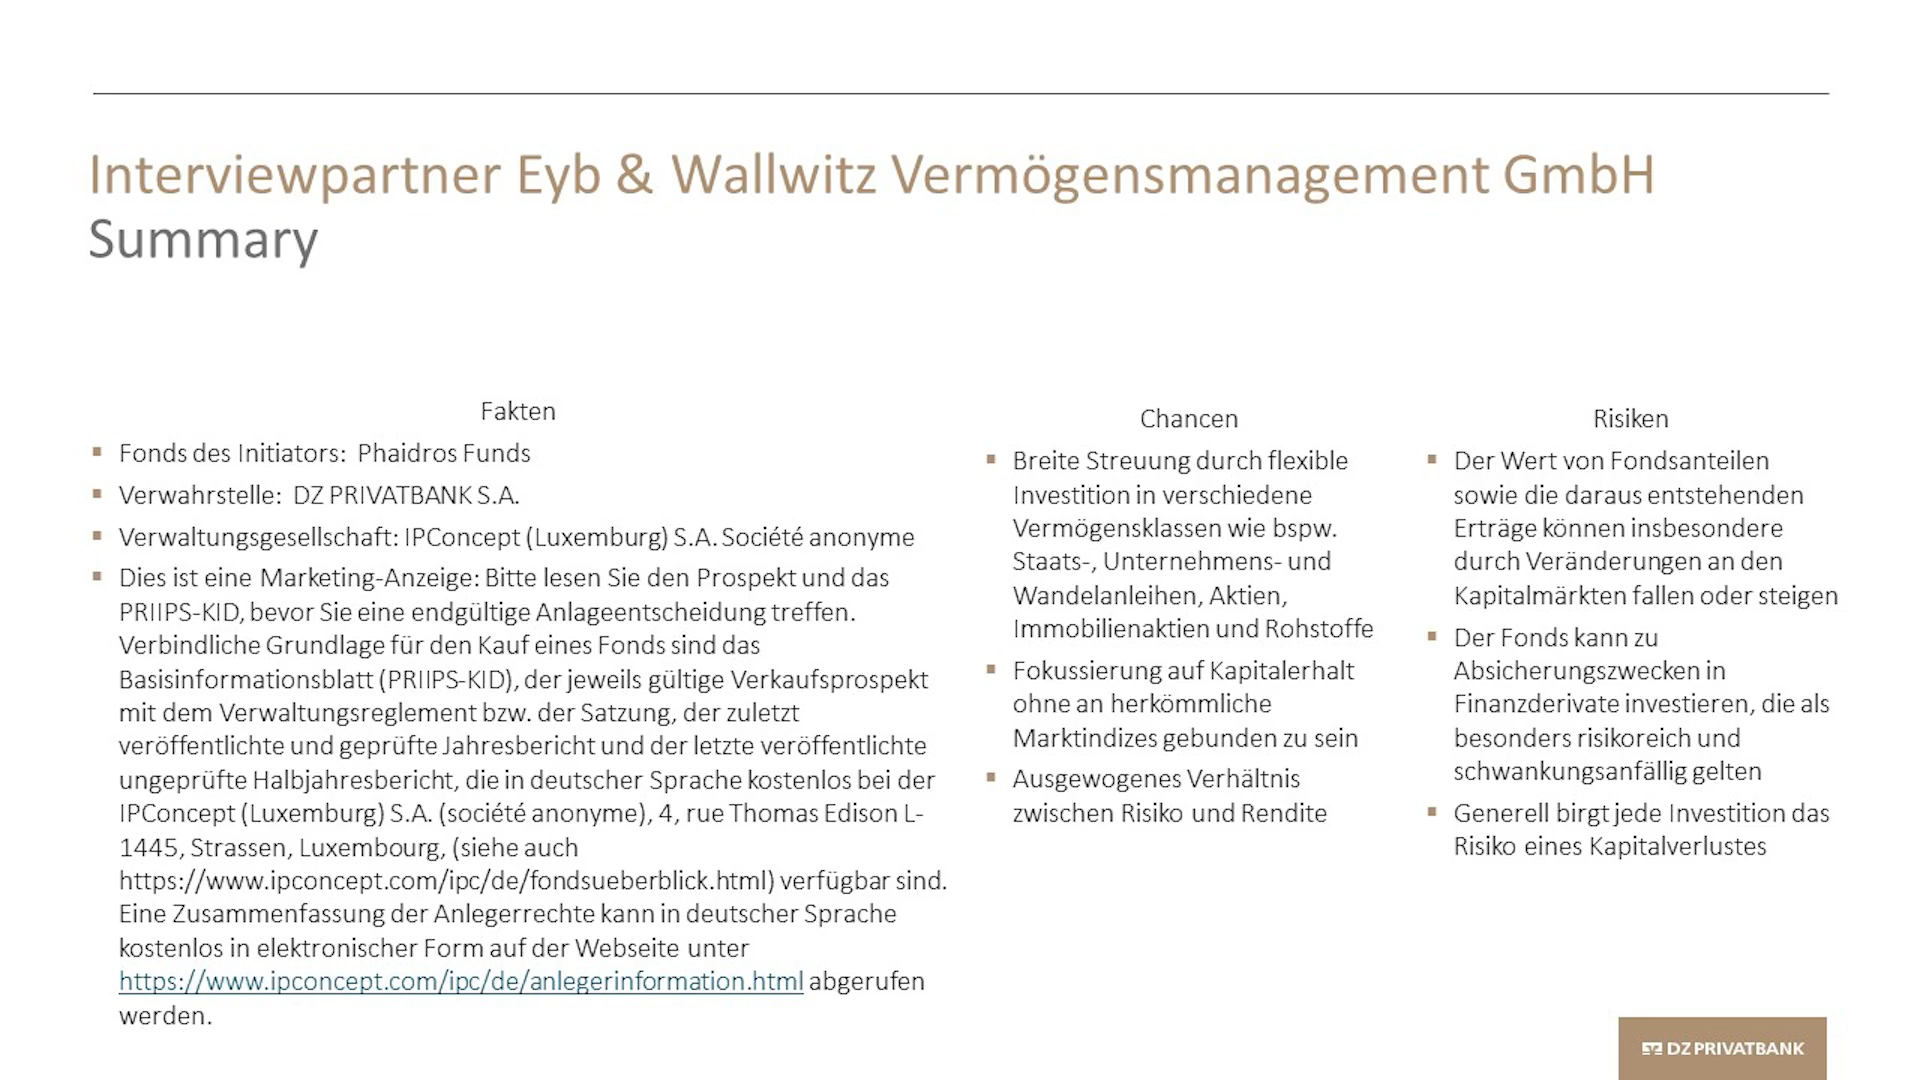 Interviewpartner Eyb & Wallwitz Vermögensmanagement GmbH
Summary
Fakten
▪ Fonds des Initiators: Phaidros Funds
▪ Verwahrstelle: DZ PRIVATBANK S.A.
▪ Verwaltungsgesellschaft: IPConcept (Luxemburg) S.A. Société anonyme
▪ Dies ist eine Marketing-Anzeige: Bitte lesen Sie den Prospekt und das
PRIIPS-KID, bevor Sie eine endgültige Anlageentscheidung treffen.
Verbindliche Grundlage für den Kauf eines Fonds sind das
Basisinformationsblatt (PRIIPS-KID), der jeweils gültige Verkaufsprospekt
mit dem Verwaltungsreglement bzw. der Satzung, der zuletzt
veröffentlichte und geprüfte Jahresbericht und der letzte veröffentlichte
ungeprüfte Halbjahresbericht, die in deutscher Sprache kostenlos bei der
IPConcept (Luxemburg) S.A. (société anonyme), 4, rue Thomas Edison L-
1445, Strassen, Luxembourg, (siehe auch
https://www.ipconcept.com/ipc/de/fondsueberblick.html) verfügbar sind.
Eine Zusammenfassung der Anlegerrechte kann in deutscher Sprache
kostenlos in elektronischer Form auf der Webseite unter
https://www.ipconcept.com/ipc/de/anlegerinformation.html abgerufen
werden.
Chancen
▪ Breite Streuung durch flexible
Investition in verschiedene
Vermögensklassen wie bspw.
Staats-, Unternehmens- und
Wandelanleihen, Aktien,
Immobilienaktien und Rohstoffe
▪ Fokussierung auf Kapitalerhalt
ohne an herkömmliche
Marktindizes gebunden zu sein
▪ Ausgewogenes Verhältnis
zwischen Risiko und Rendite
Risiken
▪ Der Wert von Fondsanteilen
sowie die daraus entstehenden
Erträge können insbesondere
durch Veränderungen an den
Kapitalmärkten fallen oder steigen
▪ Der Fonds kann zu
Absicherungszwecken in
Finanzderivate investieren, die als
besonders risikoreich und
schwankungsanfällig gelten
▪ Generell birgt jede Investition das
Risiko eines Kapitalverlustes
DZ PRIVATBANK